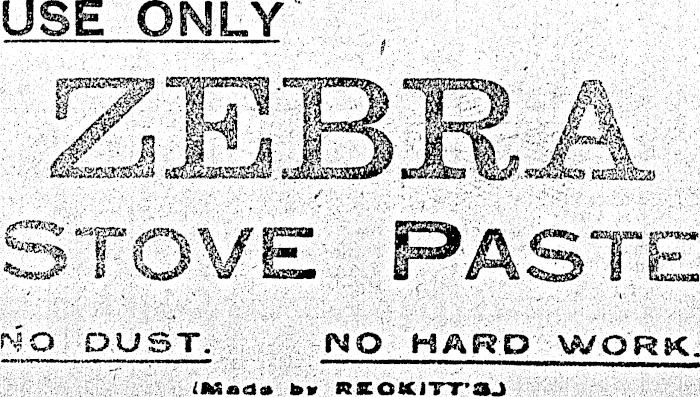 USE ONLY
ZEBRA
STOVE PASTE
NO DUST. NO HARD WORK.
(Made by RECKITT'S.)